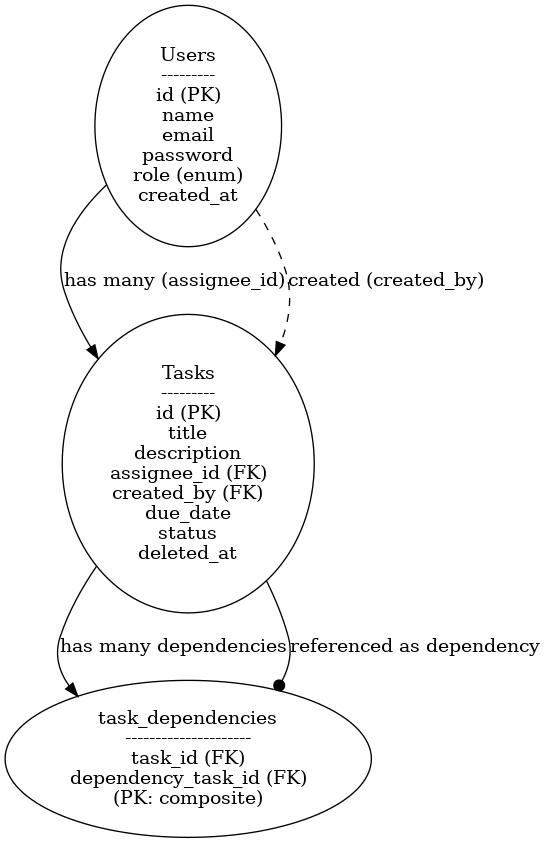 Users
---------
id (PK)
name
email
password
role (enum)
created_at
has many (assignee_id)
created (created_by)
Tasks
---------
id (PK)
title
description
assignee_id (FK)
created_by (FK)
due_date
status
deleted_at
has many dependencies
referenced as dependency
task_dependencies
---------------------
task_id (FK)
dependency_task_id (FK)
(PK: composite)